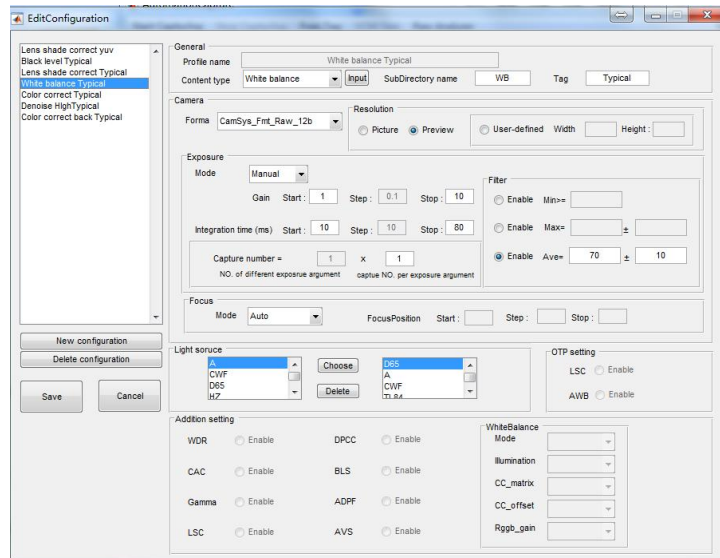 EditConfiguration
Lens shade correct yuv
Black level Typical
Lens shade correct Typical
White balance Typical
Color correct Typical
Denoise HighTypical
Color correct back Typical
New configuration
Delete configuration
Save Cancel
General
Profile name White balance Typical
Content type White balance Input SubDirectory name WB Tag Typical
Camera
Forma CamSys_Fmt_Raw_12b
Resolution
Picture Preview User-defined Width Height :
Exposure
Mode Manual
Gain Start : 1 Step : 0.1 Stop : 10
Integration time (ms) Start : 10 Step : 10 Stop : 80
Capture number = 1 x 1
NO. of different exposrue argument captue NO. per exposure argument
Filter
Enable Min>=
Enable Max= ±
Enable Ave= 70 ± 10
Focus
Mode Auto FocusPosition Start : Step : Stop :
Light soruce
A
CWF
D65
HZ
Choose
Delete
D65
A
CWF
TL84
OTP setting
LSC Enable
AWB Enable
Addition setting
WDR Enable DPCC Enable
CAC Enable BLS Enable
Gamma Enable ADPF Enable
LSC Enable AVS Enable
WhiteBalance
Mode
Illumination
CC_matrix
CC_offset
Rggb_gain